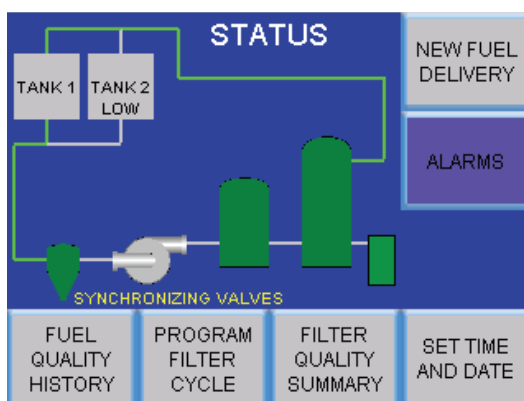 STATUS
NEW FUEL
DELIVERY
TANK 1
TANK 2
LOW
ALARMS
SYNCHRONIZING VALVES
FUEL
QUALITY
HISTORY
PROGRAM
FILTER
CYCLE
FILTER
QUALITY
SUMMARY
SET TIME
AND DATE